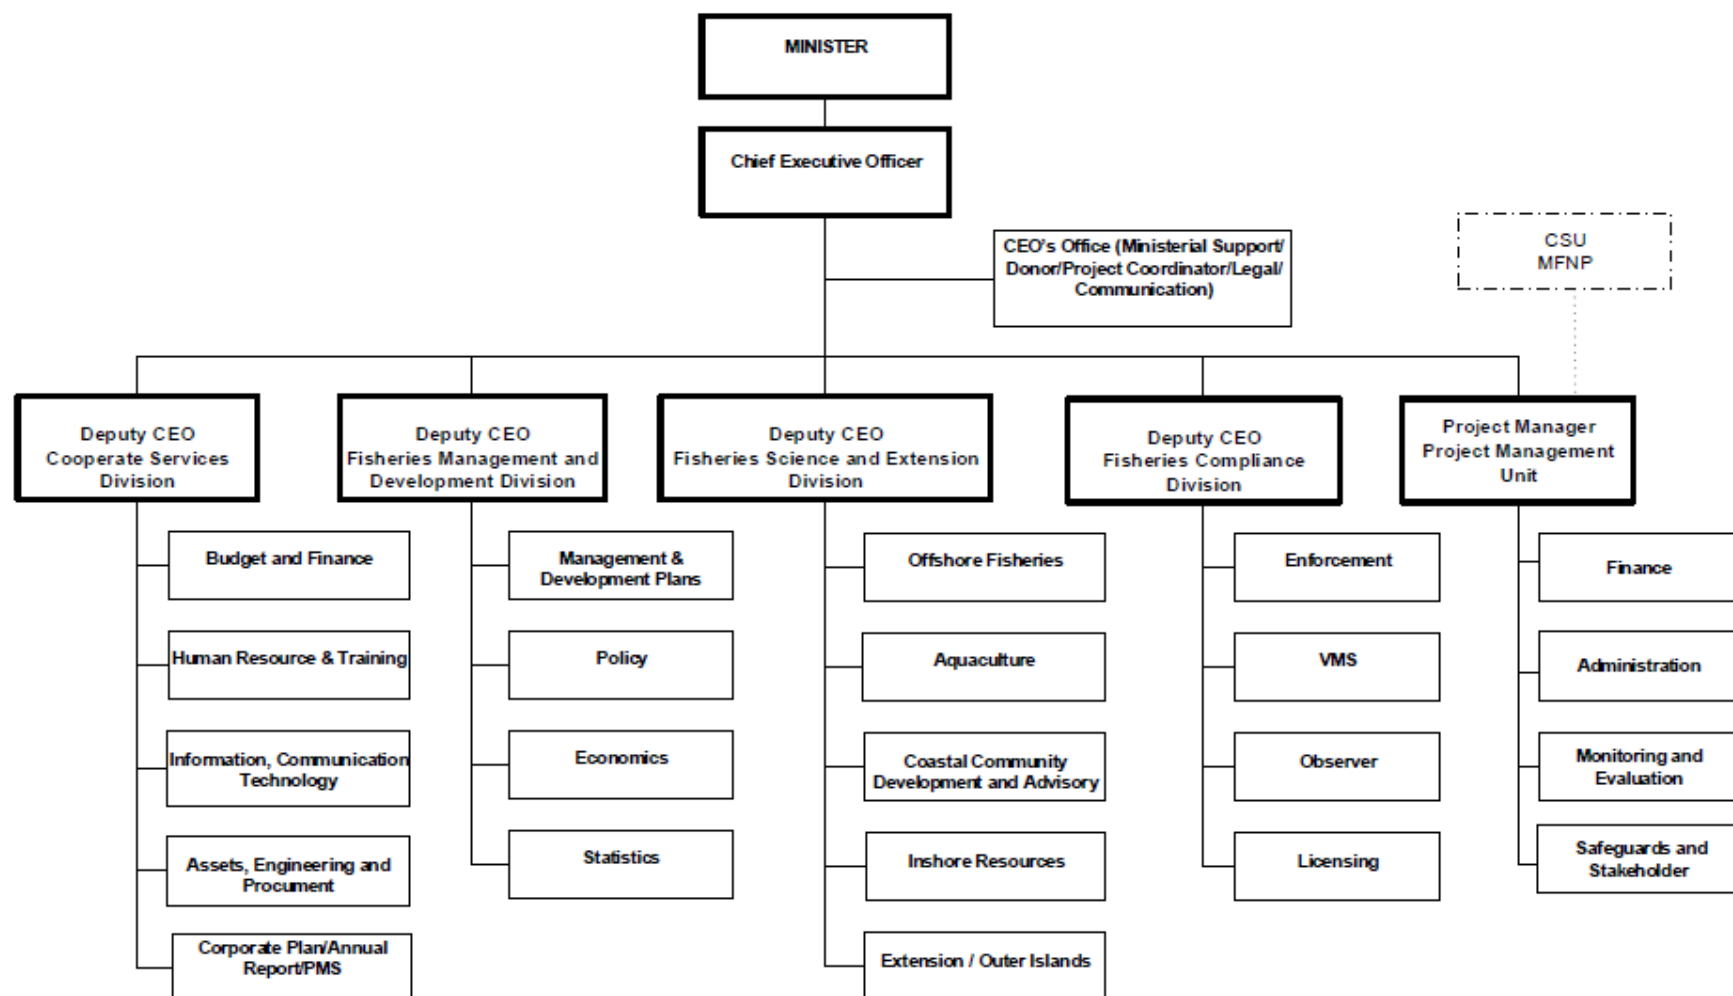 MINISTER
Chief Executive Officer
CEO's Office (Ministerial Support/
Donor/Project Coordinator/Legal/
Communication)
CSU
MFNP
Deputy CEO
Cooperate Services
Division
Deputy CEO
Fisheries Management and
Development Division
Deputy CEO
Fisheries Science and Extension
Division
Deputy CEO
Fisheries Compliance
Division
Project Manager
Project Management
Unit
Budget and Finance
Human Resource & Training
Information, Communication
Technology
Assets, Engineering and
Procument
Corporate Plan/Annual
Report/PMS
Management &
Development Plans
Policy
Economics
Statistics
Offshore Fisheries
Aquaculture
Coastal Community
Development and Advisory
Inshore Resources
Extension / Outer Islands
Enforcement
VMS
Observer
Licensing
Finance
Administration
Monitoring and
Evaluation
Safeguards and
Stakeholder